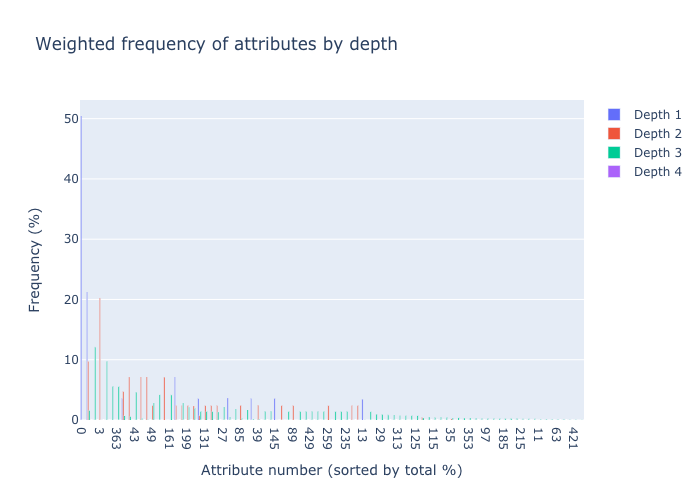 Weighted frequency of attributes by depth
Depth 1
Depth 2
Depth 3
Depth 4
50
40
30
20
10
0
Frequency (%)
0 3 363 43 49 161 199 131 27 85 39 145 89 429 259 235 13 29 313 125 115 35 353 97 185 215 11 63 421
Attribute number (sorted by total %)